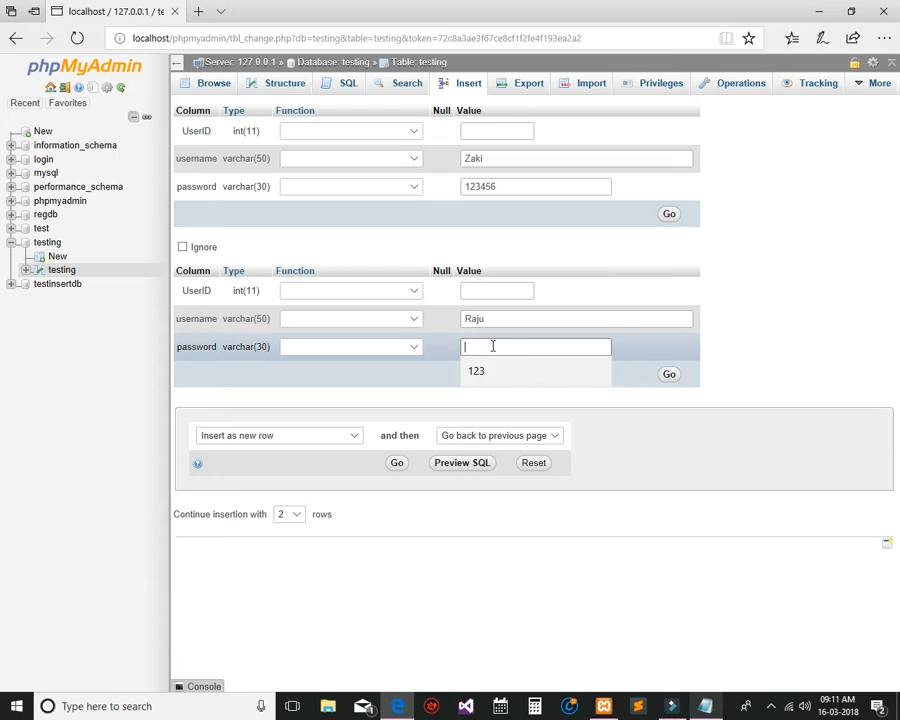 localhost / 127.0.0.1 / te
localhost/phpmyadmin/tbl_change.php?db=testing&table=testing&token=72c8a3ae3f67ce8cf1f2fe4f193ea2a2
phpMyAdmin
Recent Favorites
New
information_schema
login
mysql
performance_schema
phpmyadmin
regdb
test
testing
New
testing
testinsertdb
Server: 127.0.0.1 » Database: testing » Table: testing
Browse Structure SQL Search Insert Export Import Privileges Operations Tracking More
Column Type Function Null Value
UserID int(11)
username varchar(50) Zaki
password varchar(30) 123456
Go
Ignore
Column Type Function Null Value
UserID int(11)
username varchar(50) Raju
password varchar(30)
123
Go
Insert as new row and then Go back to previous page
Go Preview SQL Reset
Continue insertion with 2 rows
Console
Type here to search
09:11 AM
16-03-2018